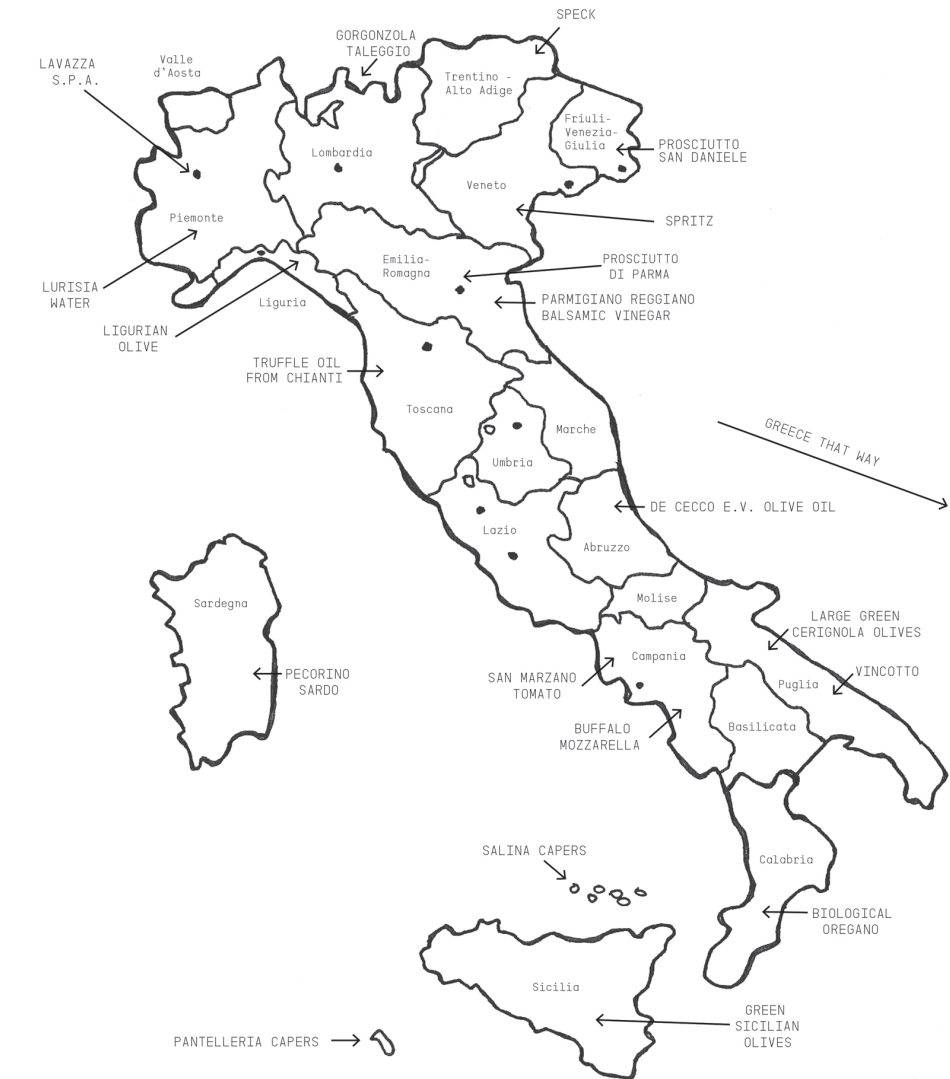 SPECK
GORGONZOLA
TALEGGIO
LAVAZZA
S.P.A.
Valle
d'Aosta
Trentino -
Alto Adige
Friuli-
Venezia-
Giulia
PROSCIUTTO
SAN DANIELE
Lombardia
Veneto
Piemonte
SPRITZ
Emilia-
Romagna
PROSCIUTTO
DI PARMA
LURISIA
WATER
Liguria
PARMIGIANO REGGIANO
BALSAMIC VINEGAR
LIGURIAN
OLIVE
TRUFFLE OIL
FROM CHIANTI
Toscana
Marche
GREECE THAT WAY
Umbria
DE CECCO E.V. OLIVE OIL
Lazio
Abruzzo
Sardegna
Molise
LARGE GREEN
CERIGNOLA OLIVES
PECORINO
SARDO
SAN MARZANO
TOMATO
Campania
Puglia
VINCOTTO
BUFFALO
MOZZARELLA
Basilicata
SALINA CAPERS
Calabria
BIOLOGICAL
OREGANO
Sicilia
GREEN
SICILIAN
OLIVES
PANTELLERIA CAPERS